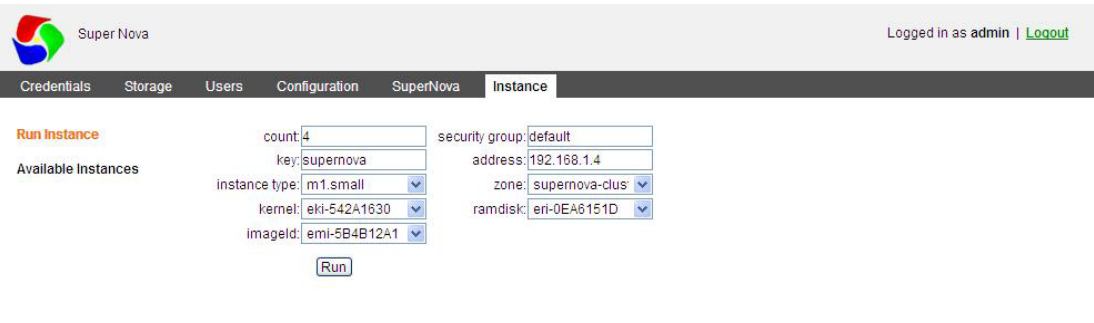 Super Nova
Logged in as admin | Logout
Credentials Storage Users Configuration SuperNova Instance
Run Instance
Available Instances
count: 4 security group: default
key: supernova address: 192.168.1.4
instance type: m1.small zone: supernova-clus
kernel: eki-542A1630 ramdisk: eri-0EA6151D
imageId: emi-5B4B12A1
Run